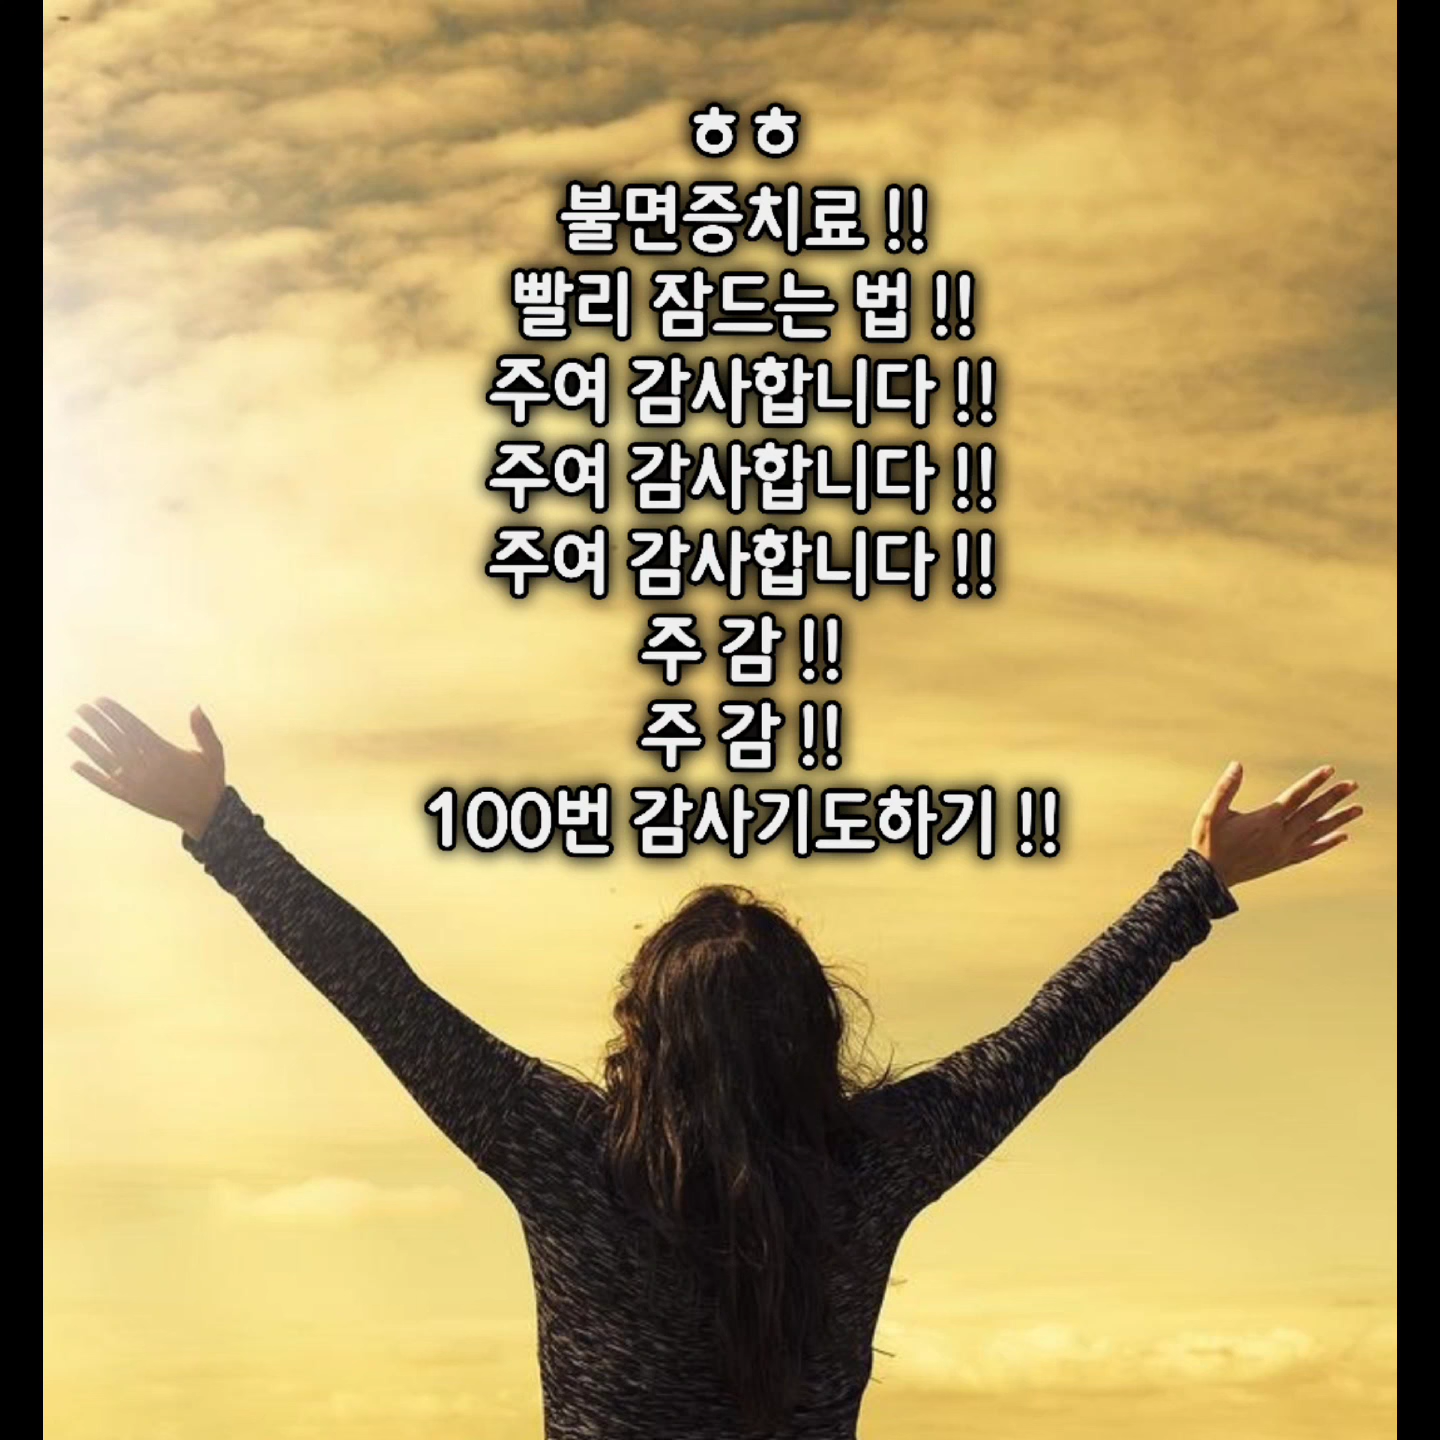 ㅎㅎ
불면증치료 !!
빨리 잠드는 법 !!
주여 감사합니다 !!
주여 감사합니다 !!
주여 감사합니다 !!
주 감 !!
주 감 !!
100번 감사기도하기 !!